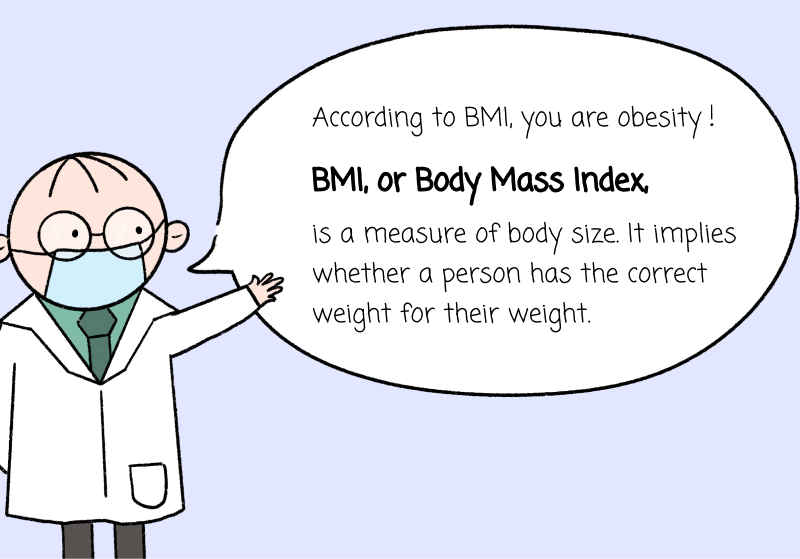 According to BMI, you are obesity !
BMI, or Body Mass Index,
is a measure of body size. It implies
whether a person has the correct
weight for their weight.